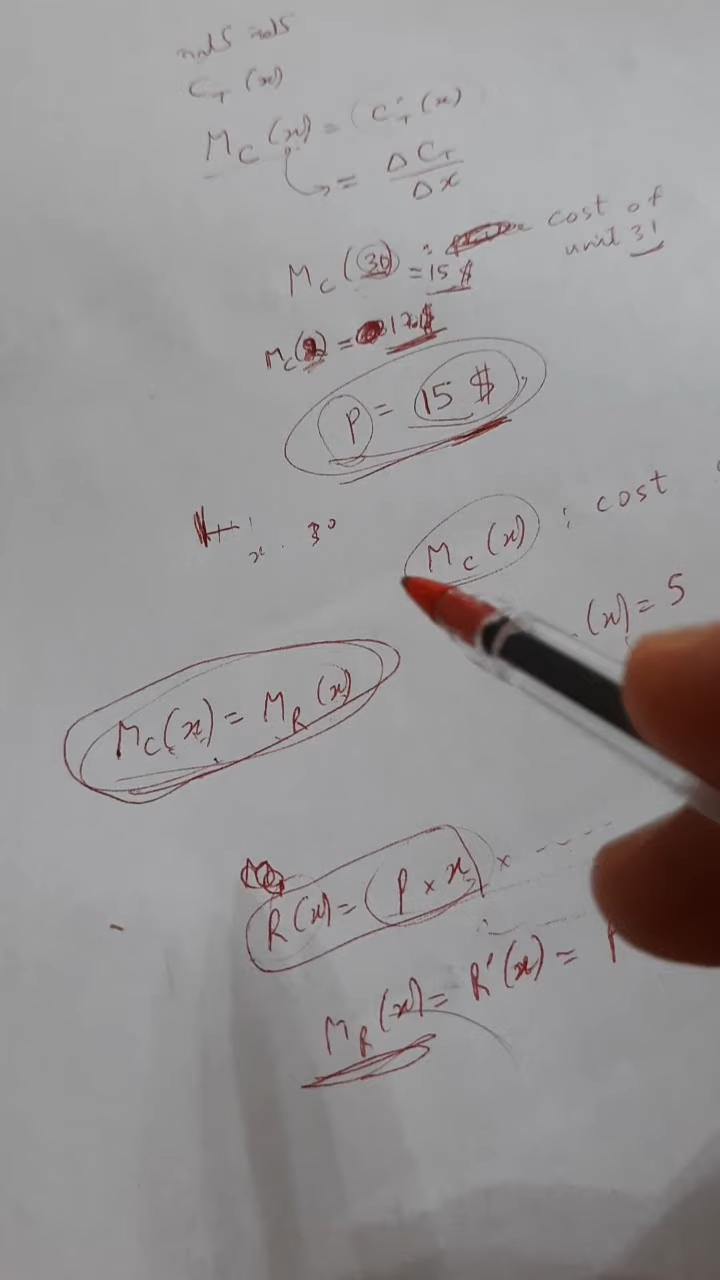 C_T (x)
M_C (x) = C'_T (x)
= ΔC_T / Δx
M_C (30) = 15 $ : cost of unit 31
P = 15 $
x 30
M_C (x) : cost
(x) = 5
M_C (x) = M_R (x)
R(x) = P × x ×
M_R (x) = R'(x) = P